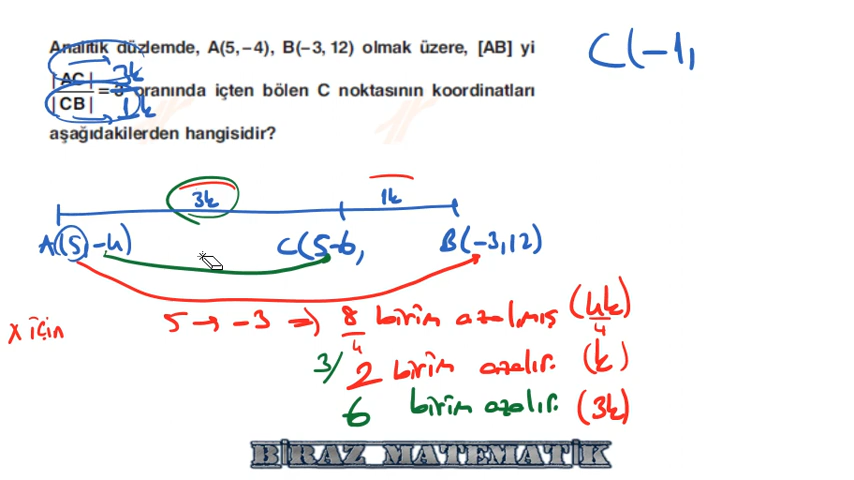 Analitik düzlemde, A(5,−4), B(−3, 12) olmak üzere, [AB] yi
C(−1,
|AC| 3k
/ |CB| 1k = 3 oranında içten bölen C noktasının koordinatları
aşağıdakilerden hangisidir?
3k 1k
A(5,−4) C(5−6, B(−3,12)
x için 5 → −3 ⇒ 8/4 birim azalmış (4k/4)
3/ 2 birim azalır. (k)
6 birim azalır. (3k)
BİRAZ MATEMATİK